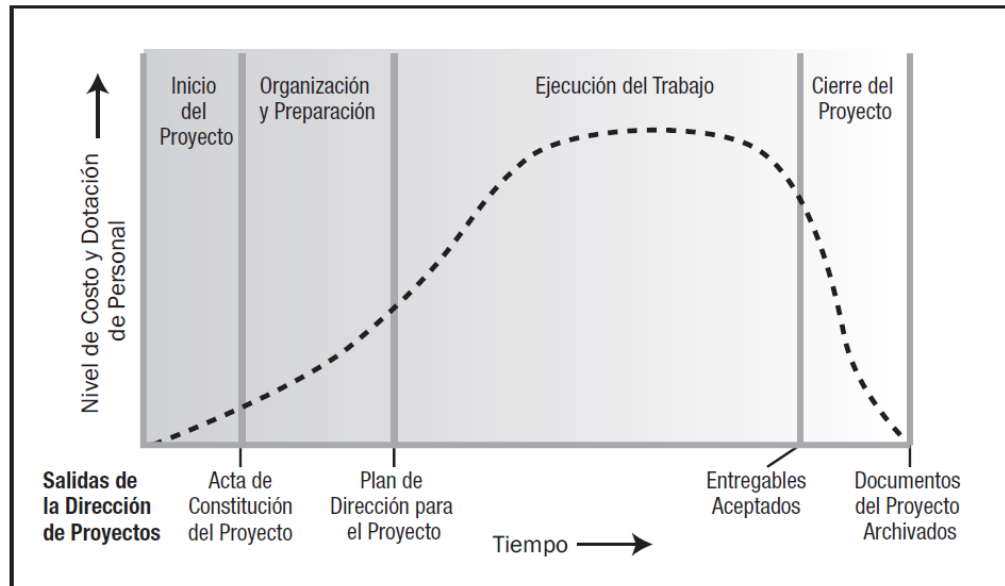 Inicio
del
Proyecto
Organización
y Preparación
Ejecución del Trabajo
Cierre del
Proyecto
Nivel de Costo y Dotación
de Personal
Salidas de
la Dirección
de Proyectos
Acta de
Constitución
del Proyecto
Plan de
Dirección para
el Proyecto
Tiempo
Entregables
Aceptados
Documentos
del Proyecto
Archivados